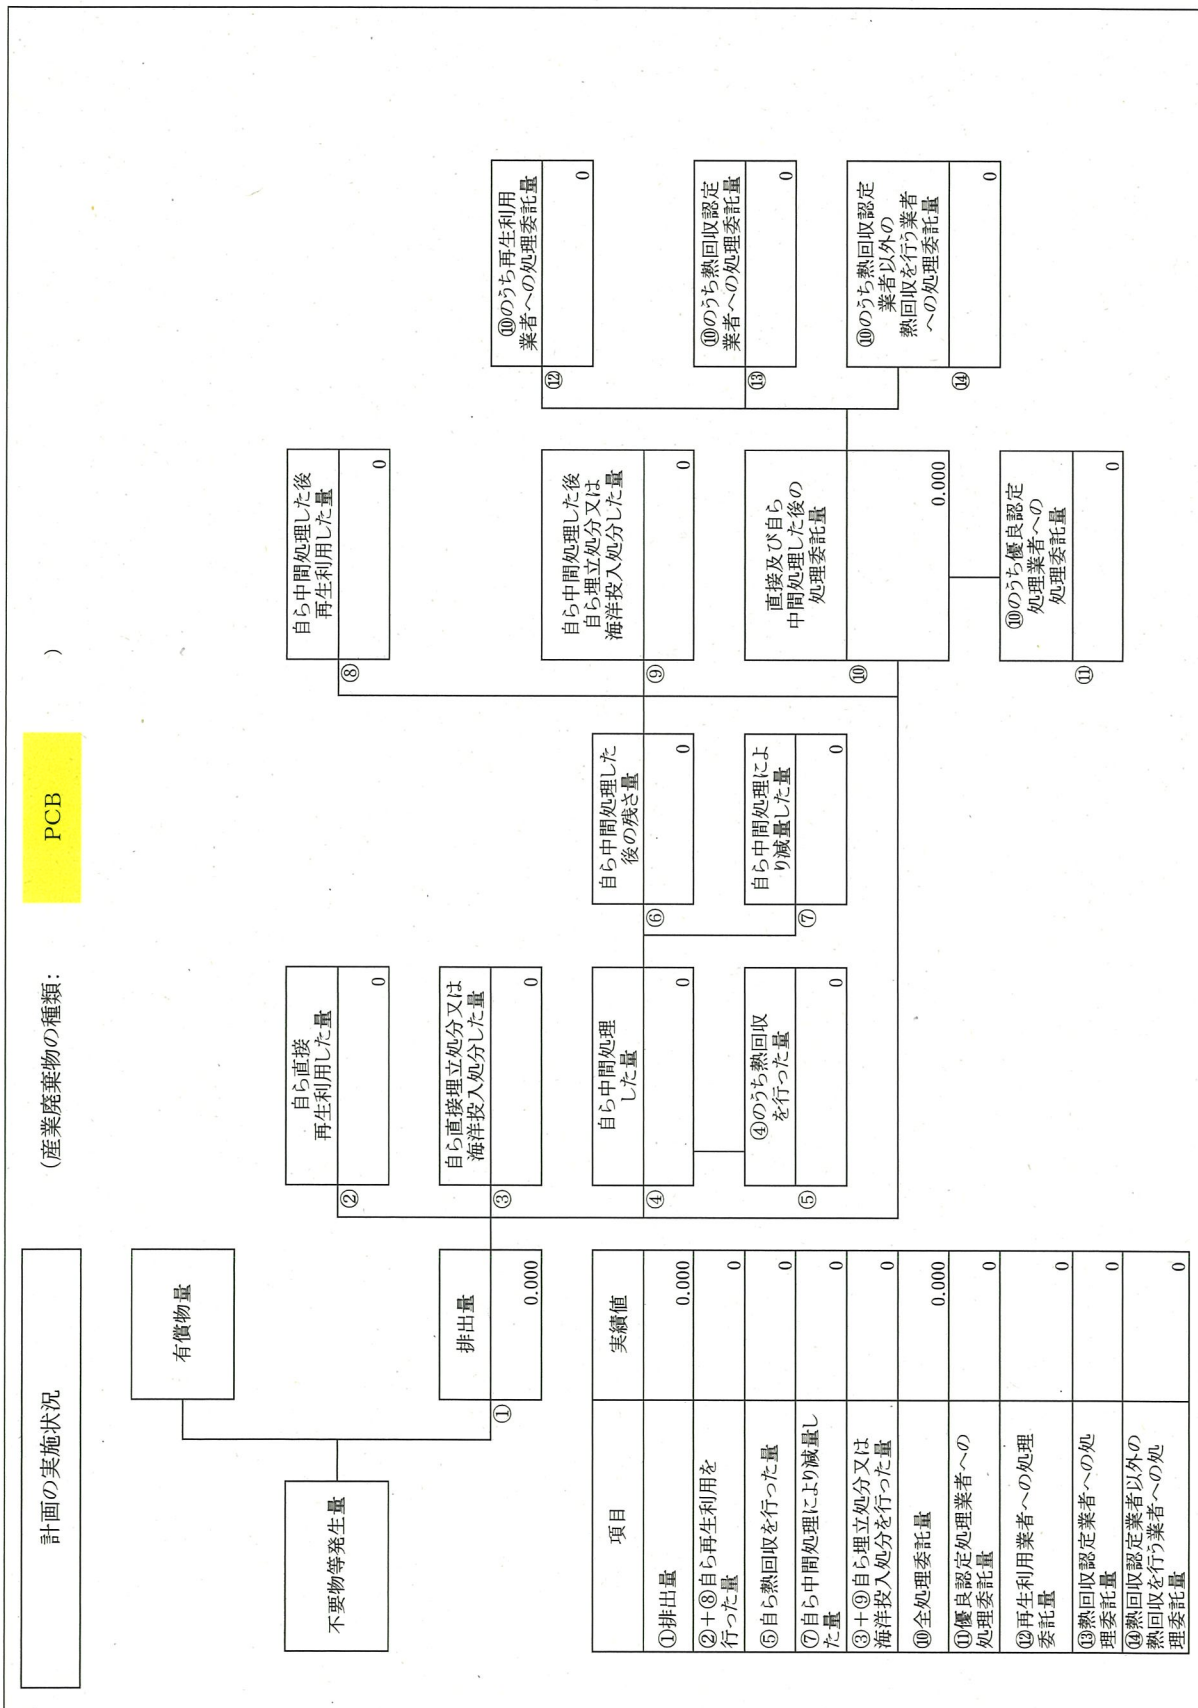 計画の実施状況
(産業廃棄物の種類:
PCB
)
有償物量
不要物等発生量
排出量
①
0.000
自ら直接
再生利用した量
②
0
自ら直接埋立処分又は
海洋投入処分した量
③
0
自ら中間処理
した量
④
0
④のうち熱回収
を行った量
⑤
0
自ら中間処理した
後の残さ量
⑥
0
自ら中間処理によ
り減量した量
⑦
0
自ら中間処理した後
再生利用した量
⑧
0
自ら中間処理した後
自ら埋立処分又は
海洋投入処分した量
⑨
0
直接及び自ら
中間処理した後の
処理委託量
⑩
0.000
⑩のうち優良認定
処理業者への
処理委託量
⑪
0
⑩のうち再生利用
業者への処理委託量
⑫
0
⑩のうち熱回収認定
業者への処理委託量
⑬
0
⑩のうち熱回収認定
業者以外の
熱回収を行う業者
への処理委託量
⑭
0
項目
実績値
①排出量
0.000
②+⑧自ら再生利用を
行った量
0
⑤自ら熱回収を行った量
0
⑦自ら中間処理により減量し
た量
0
③+⑨自ら埋立処分又は
海洋投入処分を行った量
0
⑩全処理委託量
0.000
⑪優良認定処理業者への
処理委託量
0
⑫再生利用業者への処理
委託量
0
⑬熱回収認定業者への処
理委託量
0
⑭熱回収認定業者以外の
熱回収を行う業者への処
理委託量
0